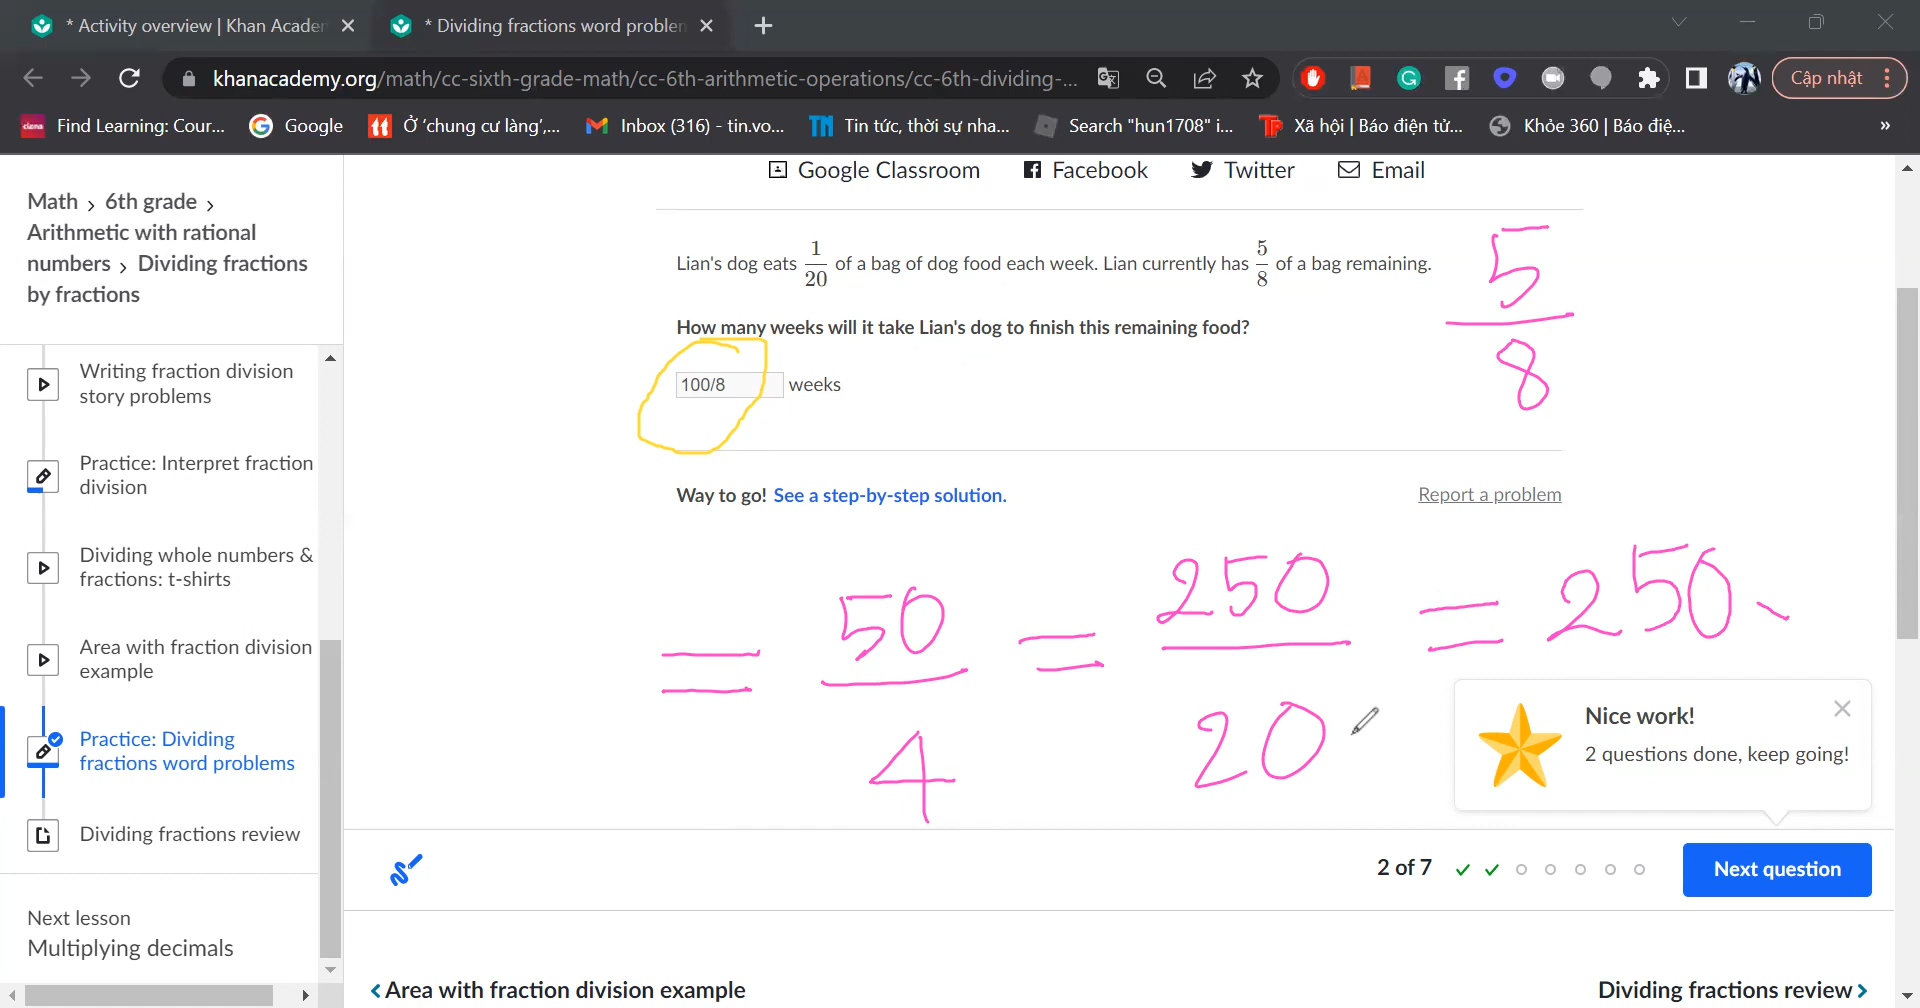 * Activity overview | Khan Acader
* Dividing fractions word problen
khanacademy.org/math/cc-sixth-grade-math/cc-6th-arithmetic-operations/cc-6th-dividing-...
Cập nhật
Find Learning: Cour...
Google
Ở 'chung cư làng',...
Inbox (316) - tin.vo...
Tin tức, thời sự nha...
Search "hun1708" i...
Xã hội | Báo điện tử...
Khỏe 360 | Báo điệ...
»
Google Classroom
Facebook
Twitter
Email
Math > 6th grade >
Arithmetic with rational
numbers > Dividing fractions
by fractions
Writing fraction division
story problems
Practice: Interpret fraction
division
Dividing whole numbers &
fractions: t-shirts
Area with fraction division
example
Practice: Dividing
fractions word problems
Dividing fractions review
Next lesson
Multiplying decimals
Lian's dog eats 1/20 of a bag of dog food each week. Lian currently has 5/8 of a bag remaining.
How many weeks will it take Lian's dog to finish this remaining food?
100/8 weeks
5/8
Way to go! See a step-by-step solution.
Report a problem
= 50/4 = 250/20 = 250
Nice work!
2 questions done, keep going!
2 of 7
Next question
< Area with fraction division example
Dividing fractions review >